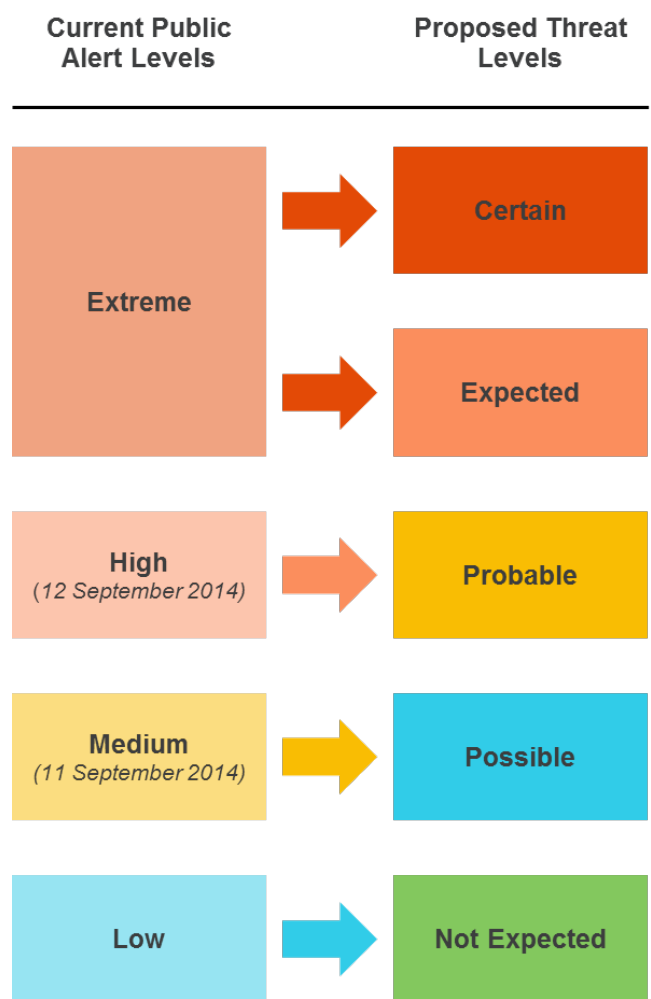 Current Public
Alert Levels
Proposed Threat
Levels
Extreme
Certain
Expected
High
(12 September 2014)
Probable
Medium
(11 September 2014)
Possible
Low
Not Expected